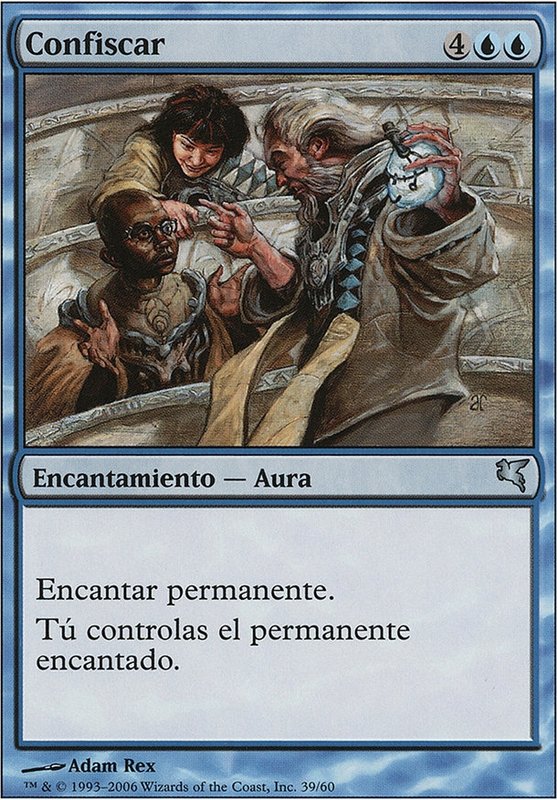 Confiscar 4
Encantamiento — Aura
Encantar permanente.
Tú controlas el permanente
encantado.
Adam Rex
™ & © 1993–2006 Wizards of the Coast, Inc. 39/60